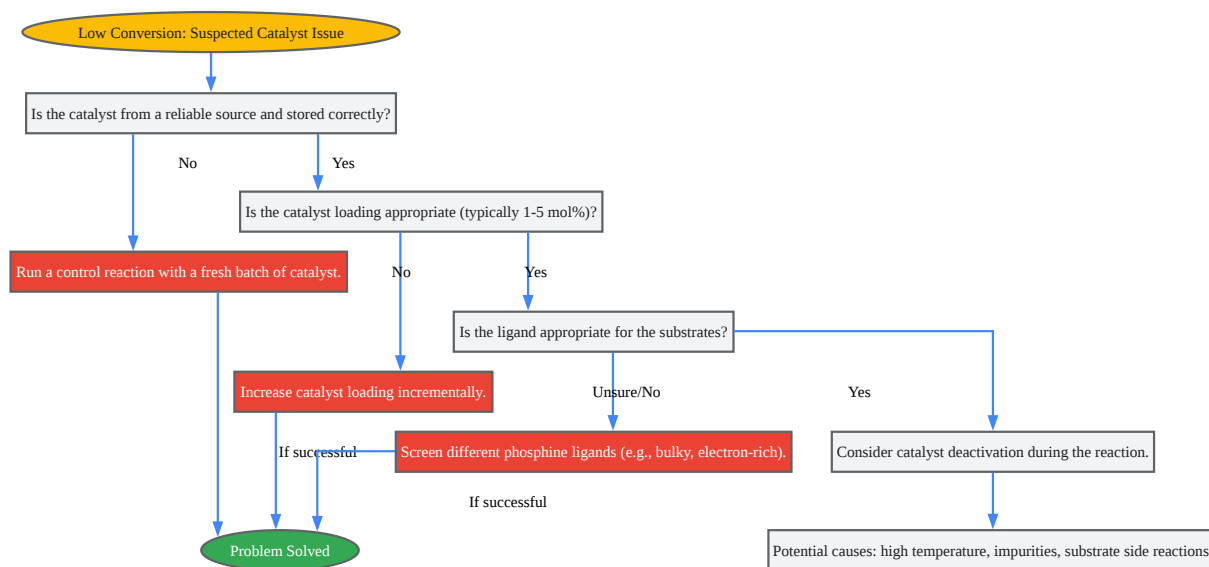 Low Conversion: Suspected Catalyst Issue
Is the catalyst from a reliable source and stored correctly?
No
Yes
Is the catalyst loading appropriate (typically 1-5 mol%)?
Run a control reaction with a fresh batch of catalyst.
No
Yes
Is the ligand appropriate for the substrates?
Increase catalyst loading incrementally.
Unsure/No
Yes
If successful
Screen different phosphine ligands (e.g., bulky, electron-rich).
Consider catalyst deactivation during the reaction.
If successful
Problem Solved
Potential causes: high temperature, impurities, substrate side reactions